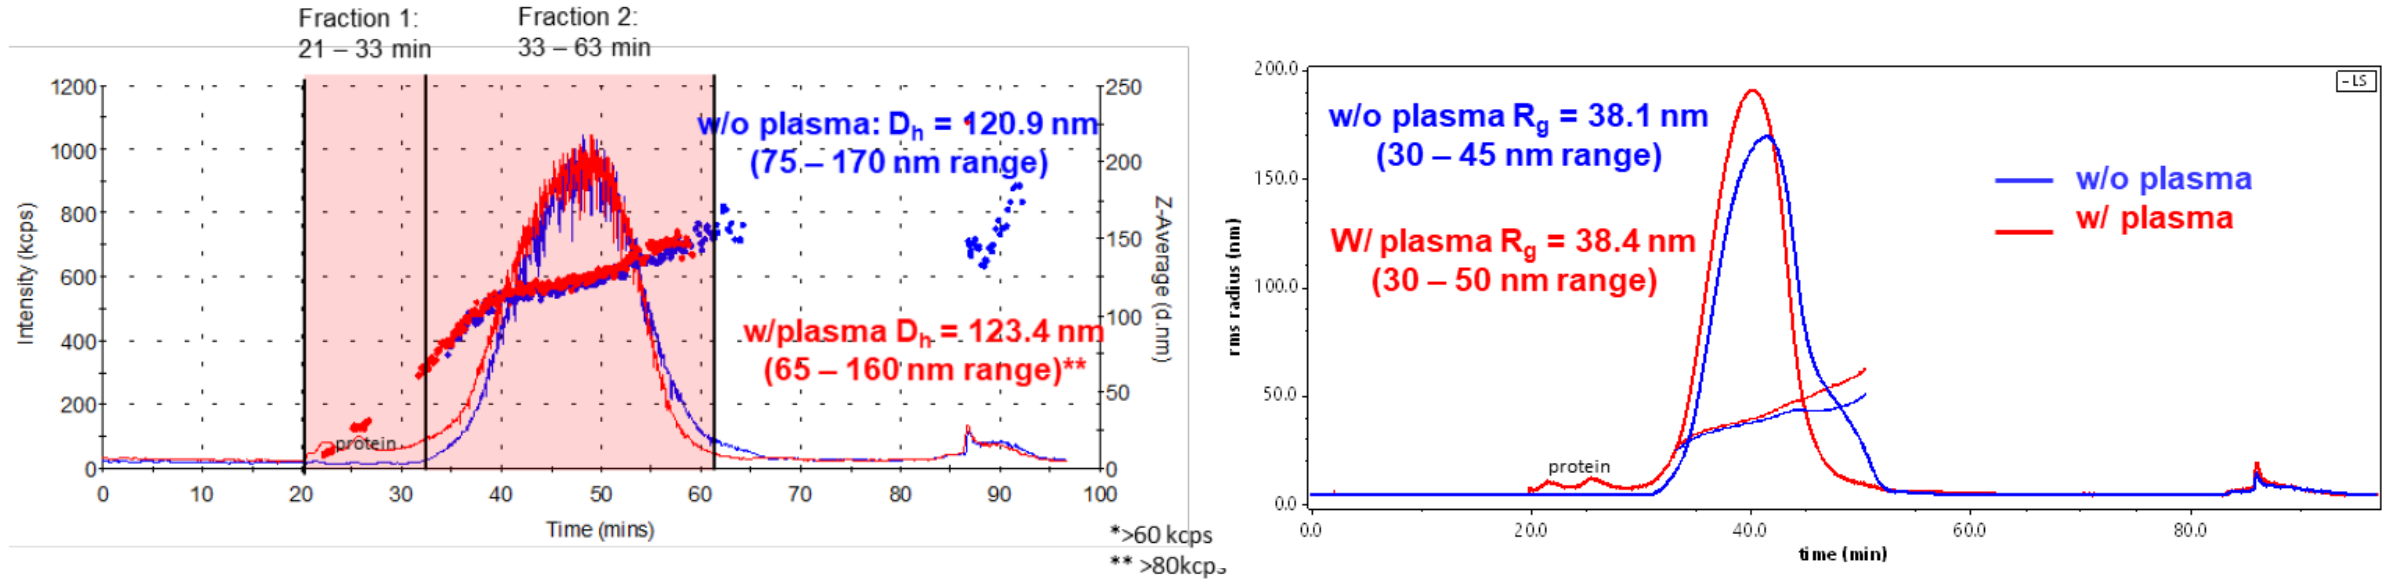 Fraction 1:
21 – 33 min
Fraction 2:
33 – 63 min
1200
1000
800
600
400
200
0
Intensity (kcps)
0 10 20 30 40 50 60 70 80 90 100
Time (mins)
250
200
150
100
50
0
Z-Average (d.nm)
w/o plasma: Dh = 120.9 nm
(75 – 170 nm range)
w/plasma Dh = 123.4 nm
(65 – 160 nm range)**
protein
*>60 kcps
** >80kcps
200.0
150.0
100.0
50.0
0.0
rms radius (nm)
0.0 20.0 40.0 60.0 80.0
time (min)
w/o plasma Rg = 38.1 nm
(30 – 45 nm range)
W/ plasma Rg = 38.4 nm
(30 – 50 nm range)
protein
– LS
w/o plasma
w/ plasma